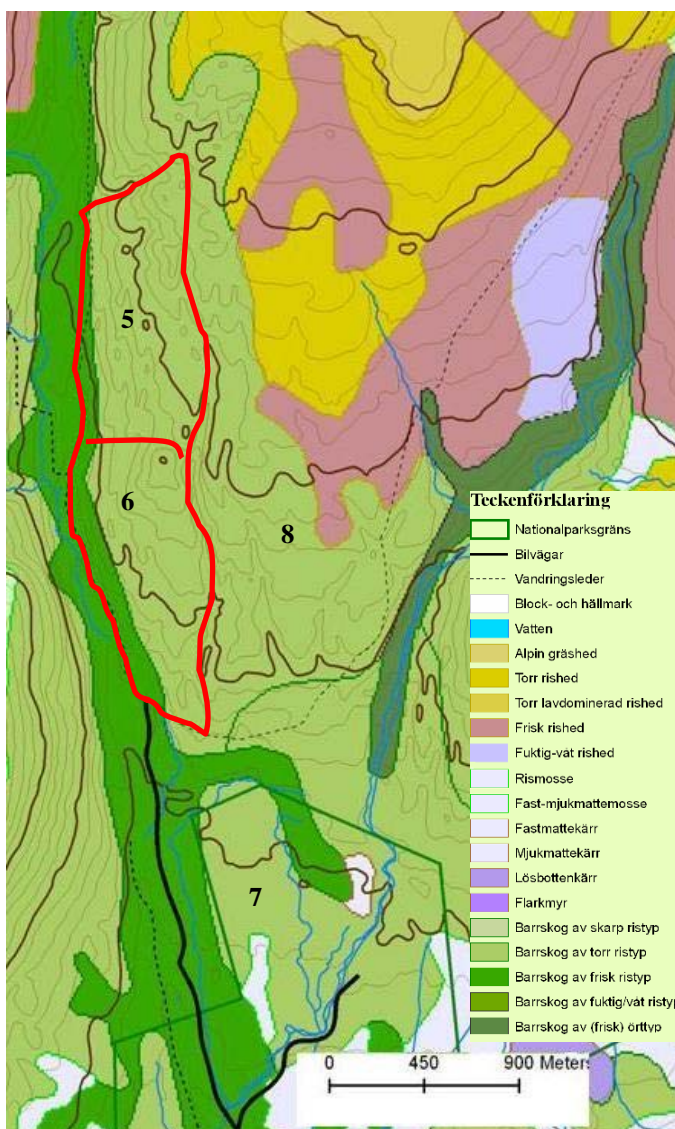 5
6
8
7
Teckenförklaring
Nationalparksgräns
Bilvägar
Vandringsleder
Block- och hällmark
Vatten
Alpin gräshed
Torr rished
Torr lavdominerad rished
Frisk rished
Fuktig-våt rished
Rismosse
Fast-mjukmattemosse
Fastmattekärr
Mjukmattekärr
Lösbottenkärr
Flarkmyr
Barrskog av skarp ristyp
Barrskog av torr ristyp
Barrskog av frisk ristyp
Barrskog av fuktig/våt ristyp
Barrskog av (frisk) örttyp
0 450 900 Meters